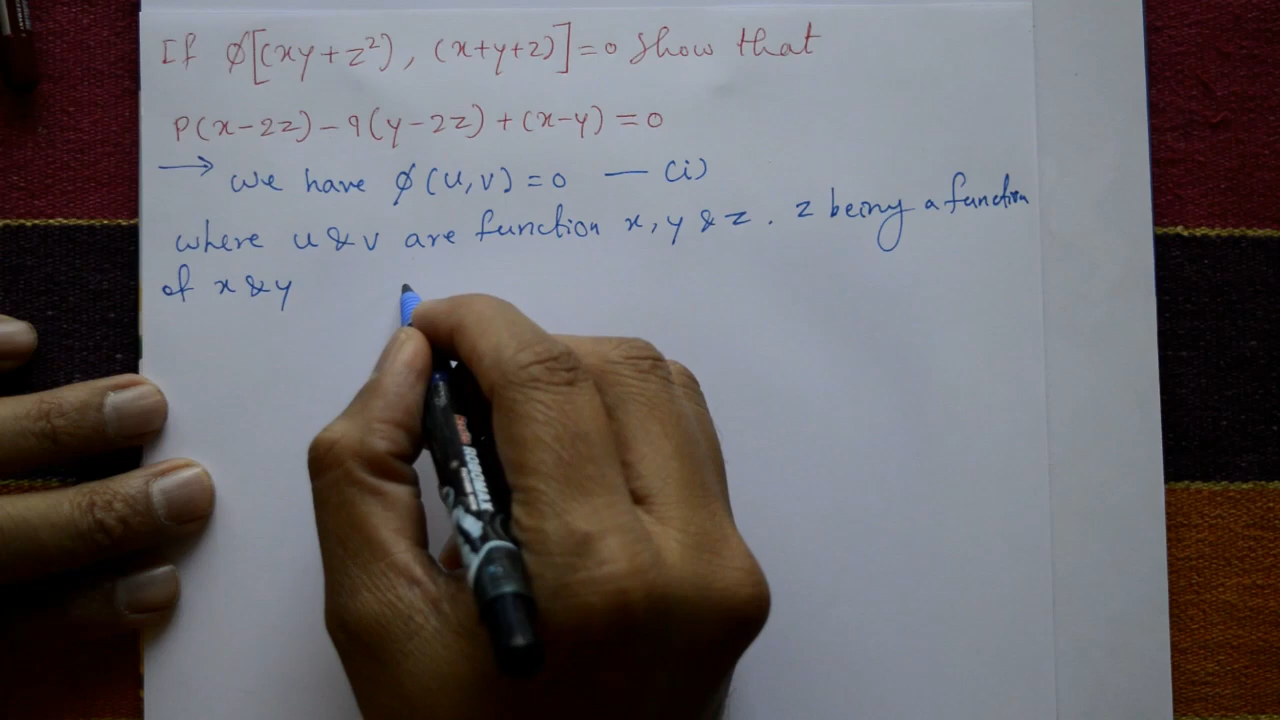 If ϕ[(xy+z²), (x+y+z)]=0 show that
P(x-2z)-q(y-2z)+(x-y)=0
→ we have ϕ(u,v)=0 — (i)
where u & v are function x, y & z. z being a function
of x & y